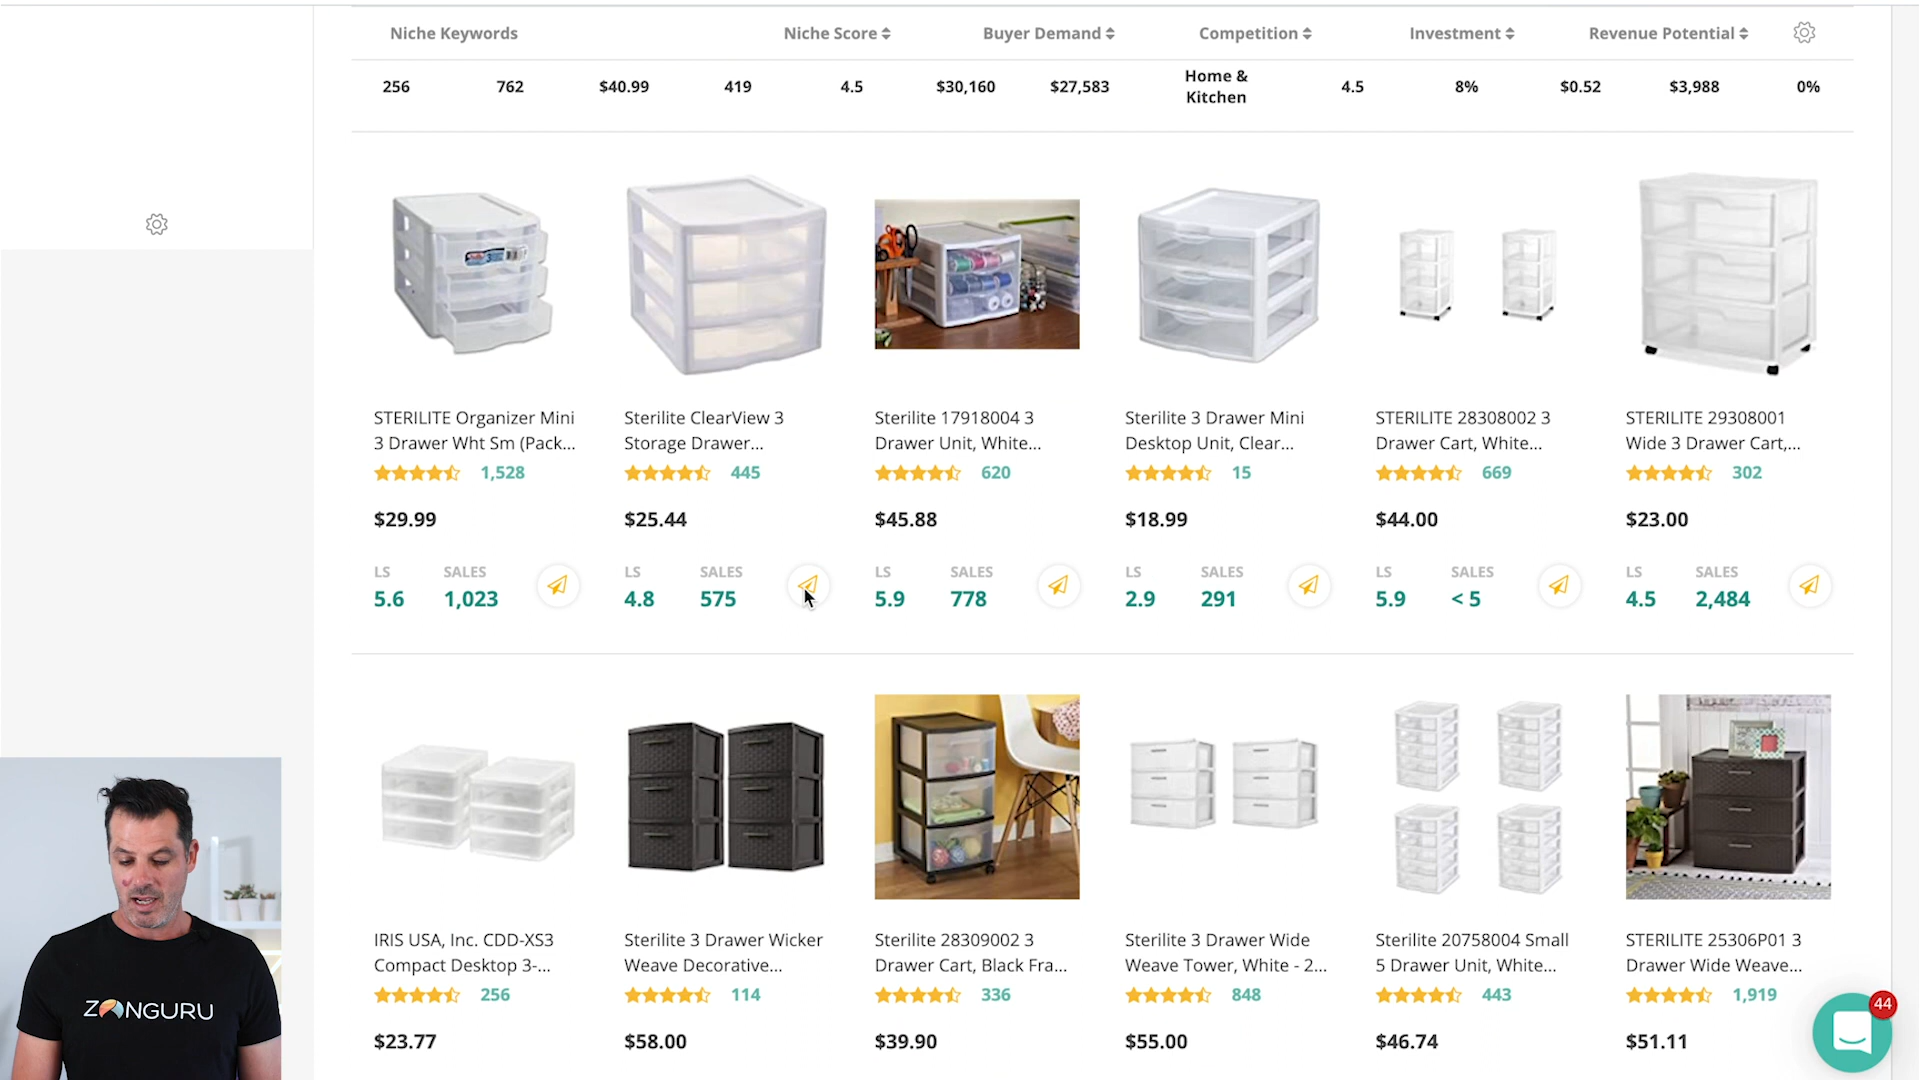 Niche Keywords Niche Score Buyer Demand Competition Investment Revenue Potential
256 762 $40.99 419 4.5 $30,160 $27,583 Home & Kitchen 4.5 8% $0.52 $3,988 0%
STERILITE Organizer Mini
3 Drawer Wht Sm (Pack...
1,528
$29.99
LS SALES
5.6 1,023
Sterilite ClearView 3
Storage Drawer...
445
$25.44
LS SALES
4.8 575
Sterilite 17918004 3
Drawer Unit, White...
620
$45.88
LS SALES
5.9 778
Sterilite 3 Drawer Mini
Desktop Unit, Clear...
15
$18.99
LS SALES
2.9 291
STERILITE 28308002 3
Drawer Cart, White...
669
$44.00
LS SALES
5.9 < 5
STERILITE 29308001
Wide 3 Drawer Cart,...
302
$23.00
LS SALES
4.5 2,484
IRIS USA, Inc. CDD-XS3
Compact Desktop 3-...
256
$23.77
Sterilite 3 Drawer Wicker
Weave Decorative...
114
$58.00
Sterilite 28309002 3
Drawer Cart, Black Fra...
336
$39.90
Sterilite 3 Drawer Wide
Weave Tower, White - 2...
848
$55.00
Sterilite 20758004 Small
5 Drawer Unit, White...
443
$46.74
STERILITE 25306P01 3
Drawer Wide Weave...
1,919
$51.11
44
ZONGURU